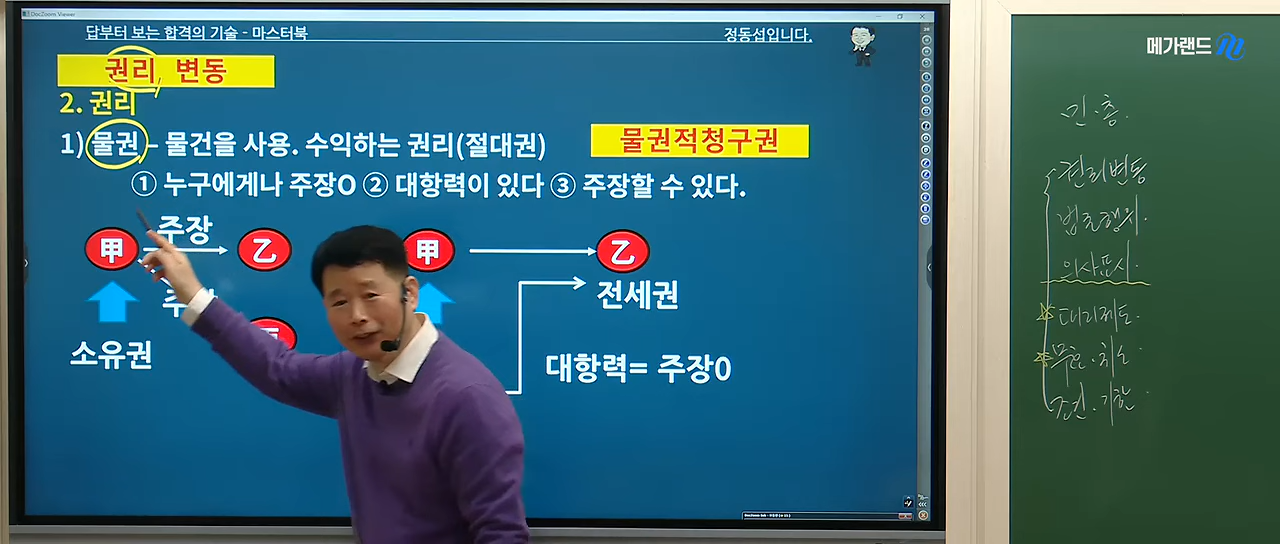 DocZoom Viewer
답부터 보는 합격의 기술 - 마스터북
정동섭입니다.
권리 변동
2. 권리
1) 물권 - 물건을 사용. 수익하는 권리(절대권)
물권적청구권
① 누구에게나 주장O ② 대항력이 있다 ③ 주장할 수 있다.
주장
甲 乙 甲 乙
전세권
소유권
대항력= 주장0
메가랜드
민.총.
권리변동
법률행위.
의사표시.
대리제도.
무효.취소
조건.기한